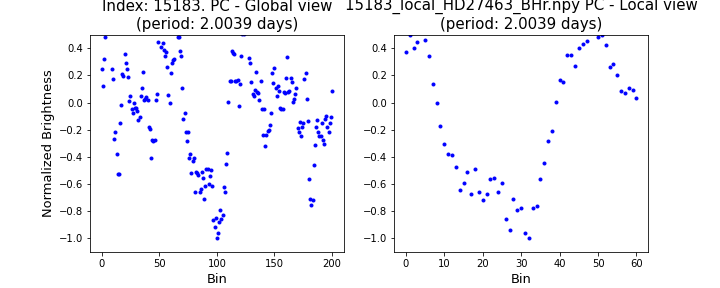 Index: 15183. PC - Global view
(period: 2.0039 days)
15183_local_HD27463_BHr.npy PC - Local view
(period: 2.0039 days)
Normalized Brightness
0.4
0.2
0.0
−0.2
−0.4
−0.6
−0.8
−1.0
0 50 100 150 200
Bin
0.4
0.2
0.0
−0.2
−0.4
−0.6
−0.8
−1.0
0 10 20 30 40 50 60
Bin